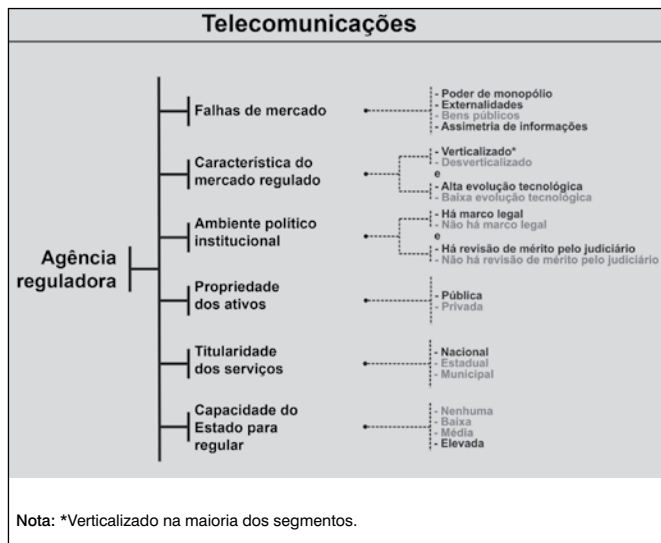 Telecomunicações
Agência
reguladora
Falhas de mercado
- Poder de monopólio
- Externalidades
- Bens públicos
- Assimetria de informações
Característica do
mercado regulado
- Verticalizado*
- Desverticalizado
e
- Alta evolução tecnológica
- Baixa evolução tecnológica
Ambiente político
institucional
- Há marco legal
- Não há marco legal
e
- Há revisão de mérito pelo judiciário
- Não há revisão de mérito pelo judiciário
Propriedade
dos ativos
- Pública
- Privada
Titularidade
dos serviços
- Nacional
- Estadual
- Municipal
Capacidade do
Estado para
regular
- Nenhuma
- Baixa
- Média
- Elevada
Nota: *Verticalizado na maioria dos segmentos.